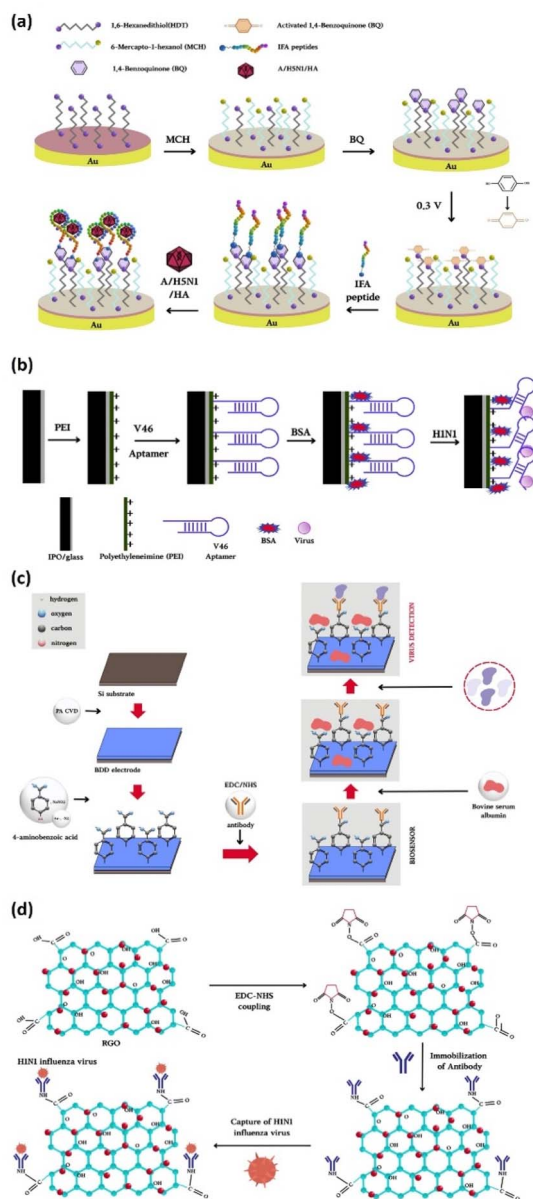 (a)
1,6-Hexanedithiol(HDT)
Activated 1,4-Benzoquinone (BQ)
6-Mercapto-1-hexanol (MCH)
IFA peptides
1,4-Benzoquinone (BQ)
A/H5N1/HA
MCH
BQ
Au
Au
Au
0.3 V
A/H5N1
/HA
IFA
peptide
Au
Au
Au
(b)
PEI
V46
Aptamer
BSA
H1N1
IPO/glass
Polyethyleneimine (PEI)
V46
Aptamer
BSA
Virus
(c)
hydrogen
oxygen
carbon
nitrogen
Si substrate
PA CVD
BDD electrode
4-aminobenzoic acid
EDC/NHS
antibody
VIRUS DETECTION
Bovine serum
albumin
BIOSENSOR
(d)
RGO
EDC-NHS
coupling
Immobilization
of Antibody
H1N1 influenza virus
Capture of H1N1
influenza virus